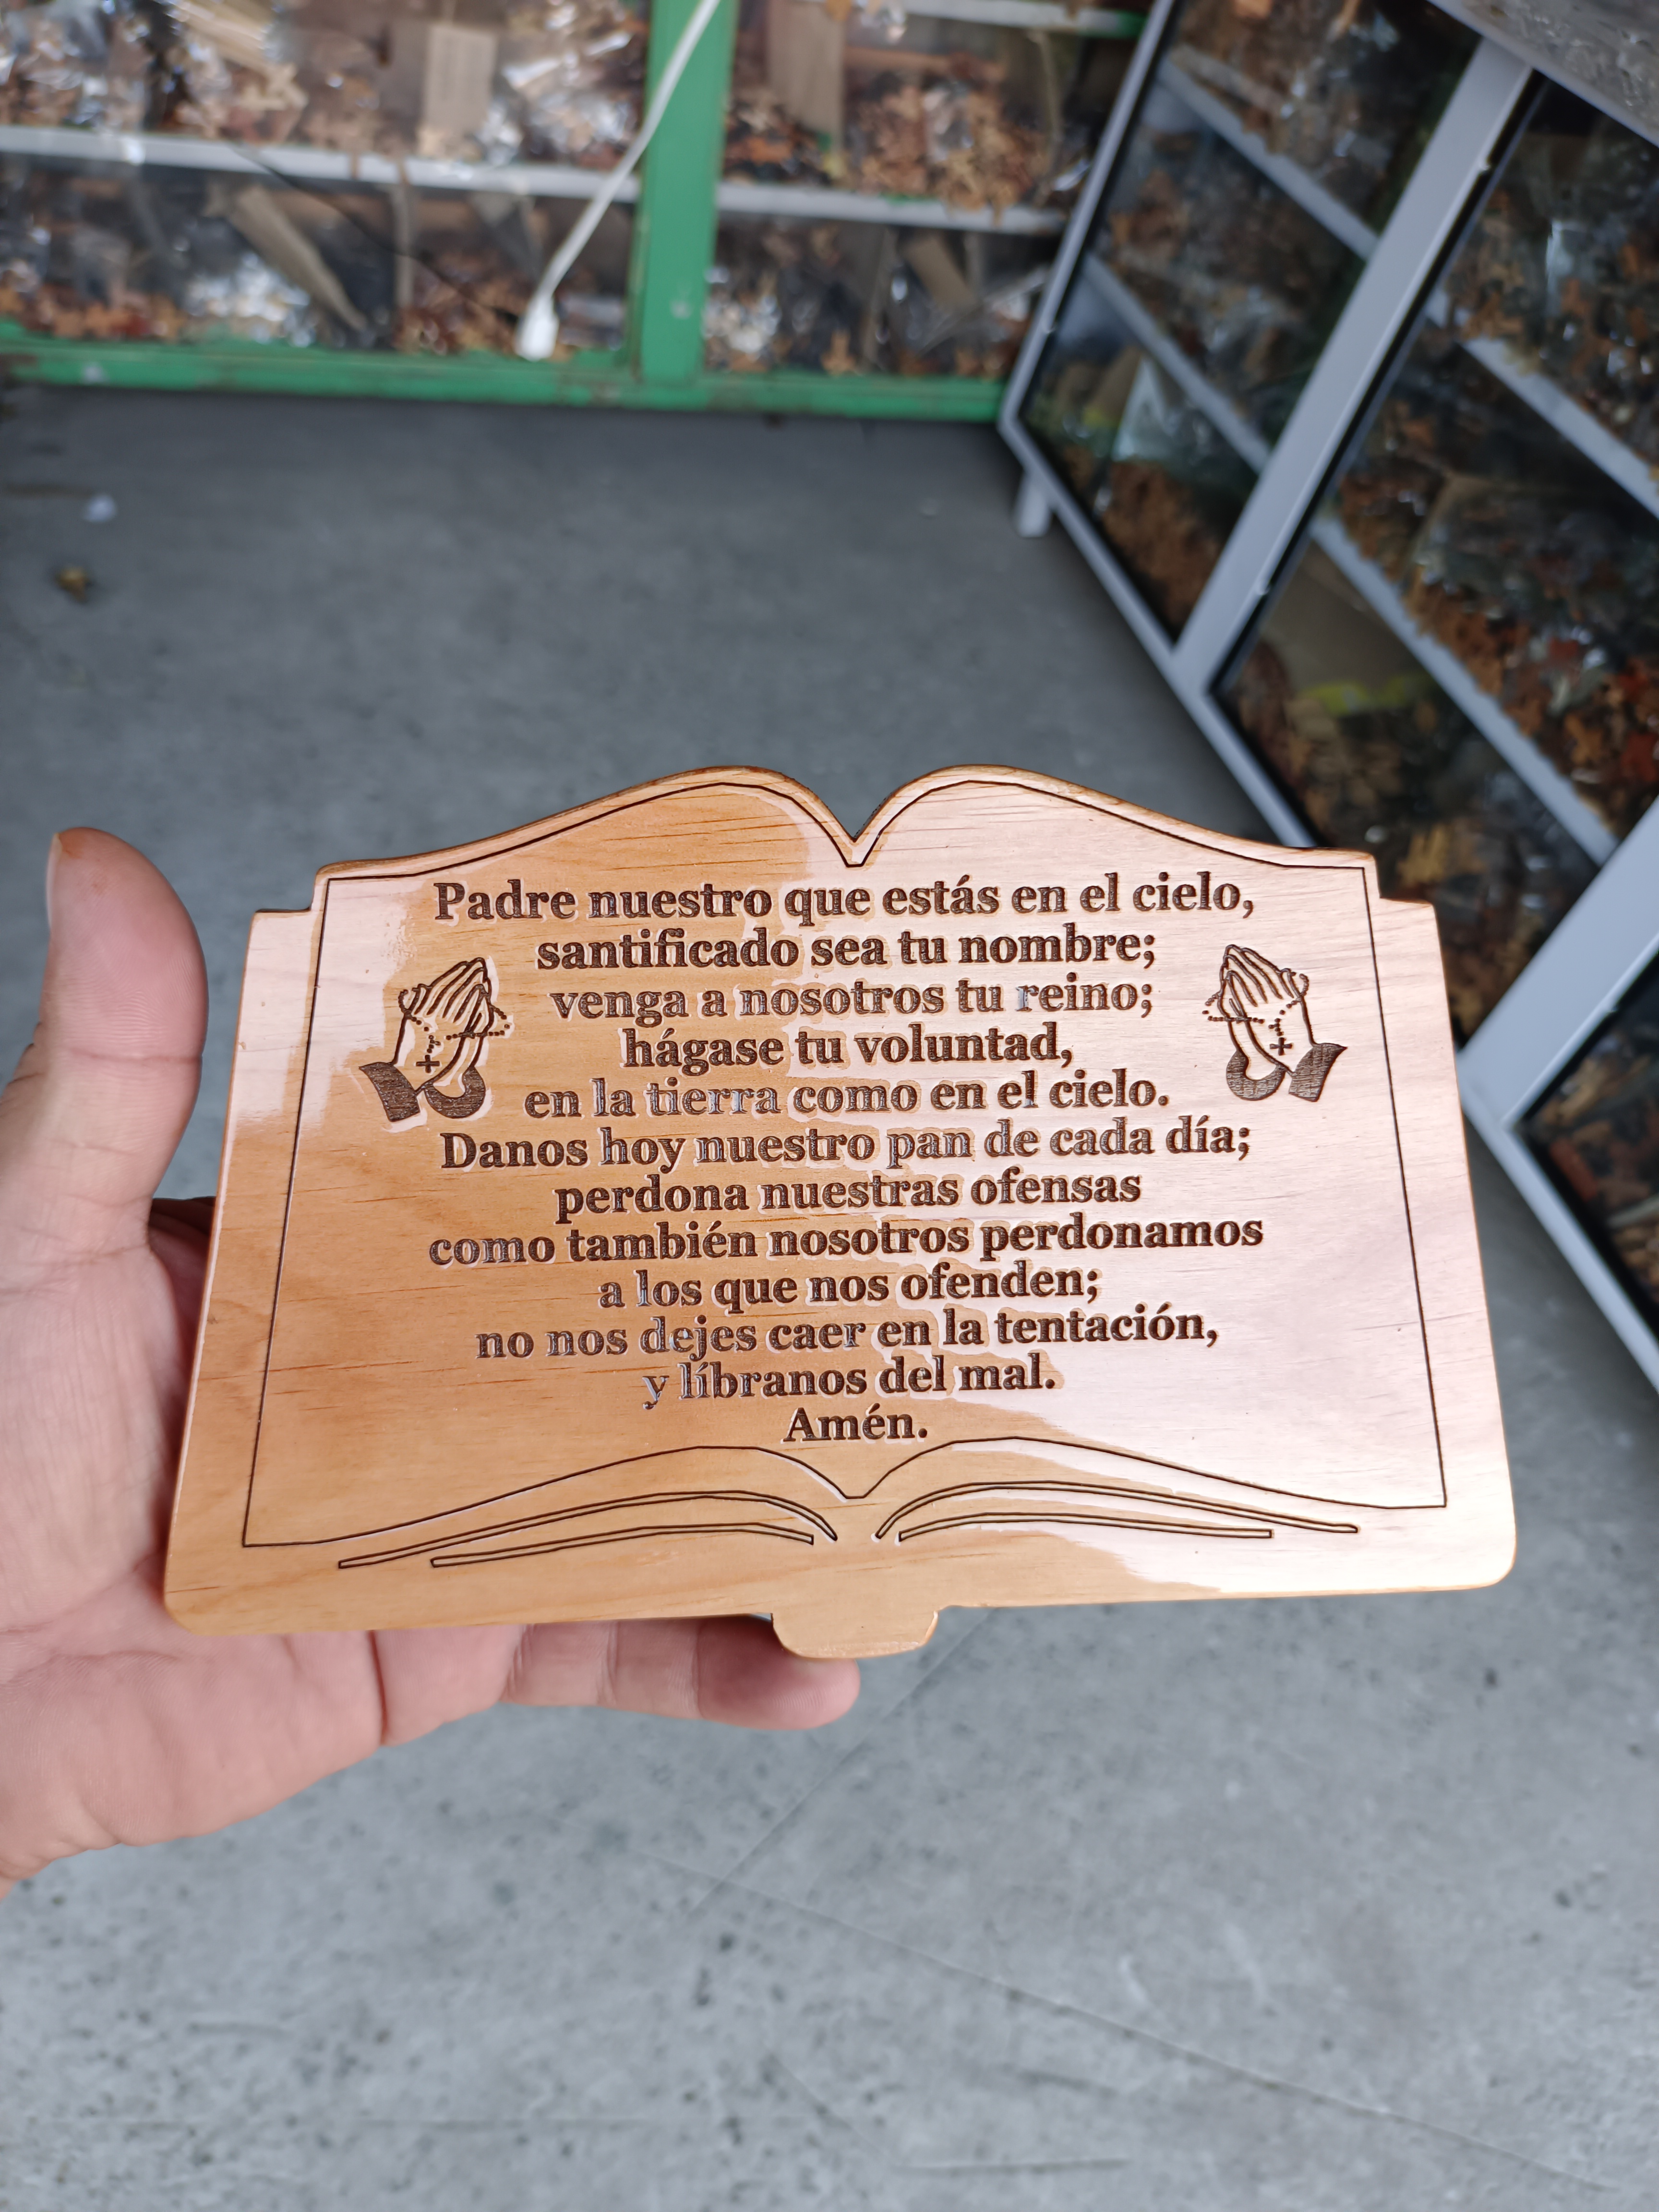 Padre nuestro que estás en el cielo,
santificado sea tu nombre;
venga a nosotros tu reino;
hágase tu voluntad,
en la tierra como en el cielo.
Danos hoy nuestro pan de cada día;
perdona nuestras ofensas
como también nosotros perdonamos
a los que nos ofenden;
no nos dejes caer en la tentación,
y líbranos del mal.
Amén.